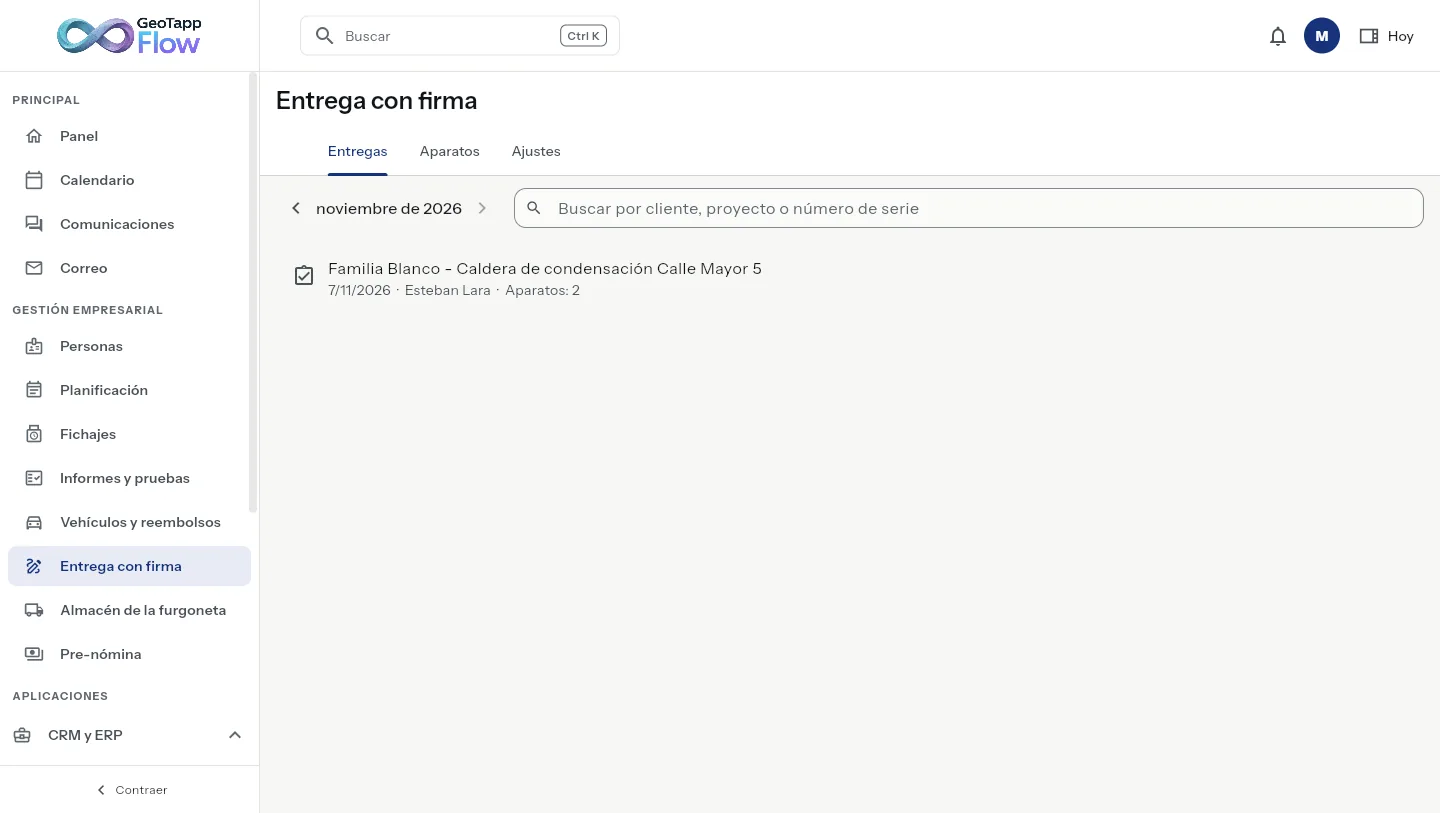 GeoTapp
Flow
Buscar
Ctrl K
M
Hoy
PRINCIPAL
Panel
Calendario
Comunicaciones
Correo
GESTIÓN EMPRESARIAL
Personas
Planificación
Fichajes
Informes y pruebas
Vehículos y reembolsos
Entrega con firma
Almacén de la furgoneta
Pre-nómina
APLICACIONES
CRM y ERP
Contraer
Entrega con firma
Entregas
Aparatos
Ajustes
noviembre de 2026
Buscar por cliente, proyecto o número de serie
Familia Blanco - Caldera de condensación Calle Mayor 5
7/11/2026 · Esteban Lara · Aparatos: 2